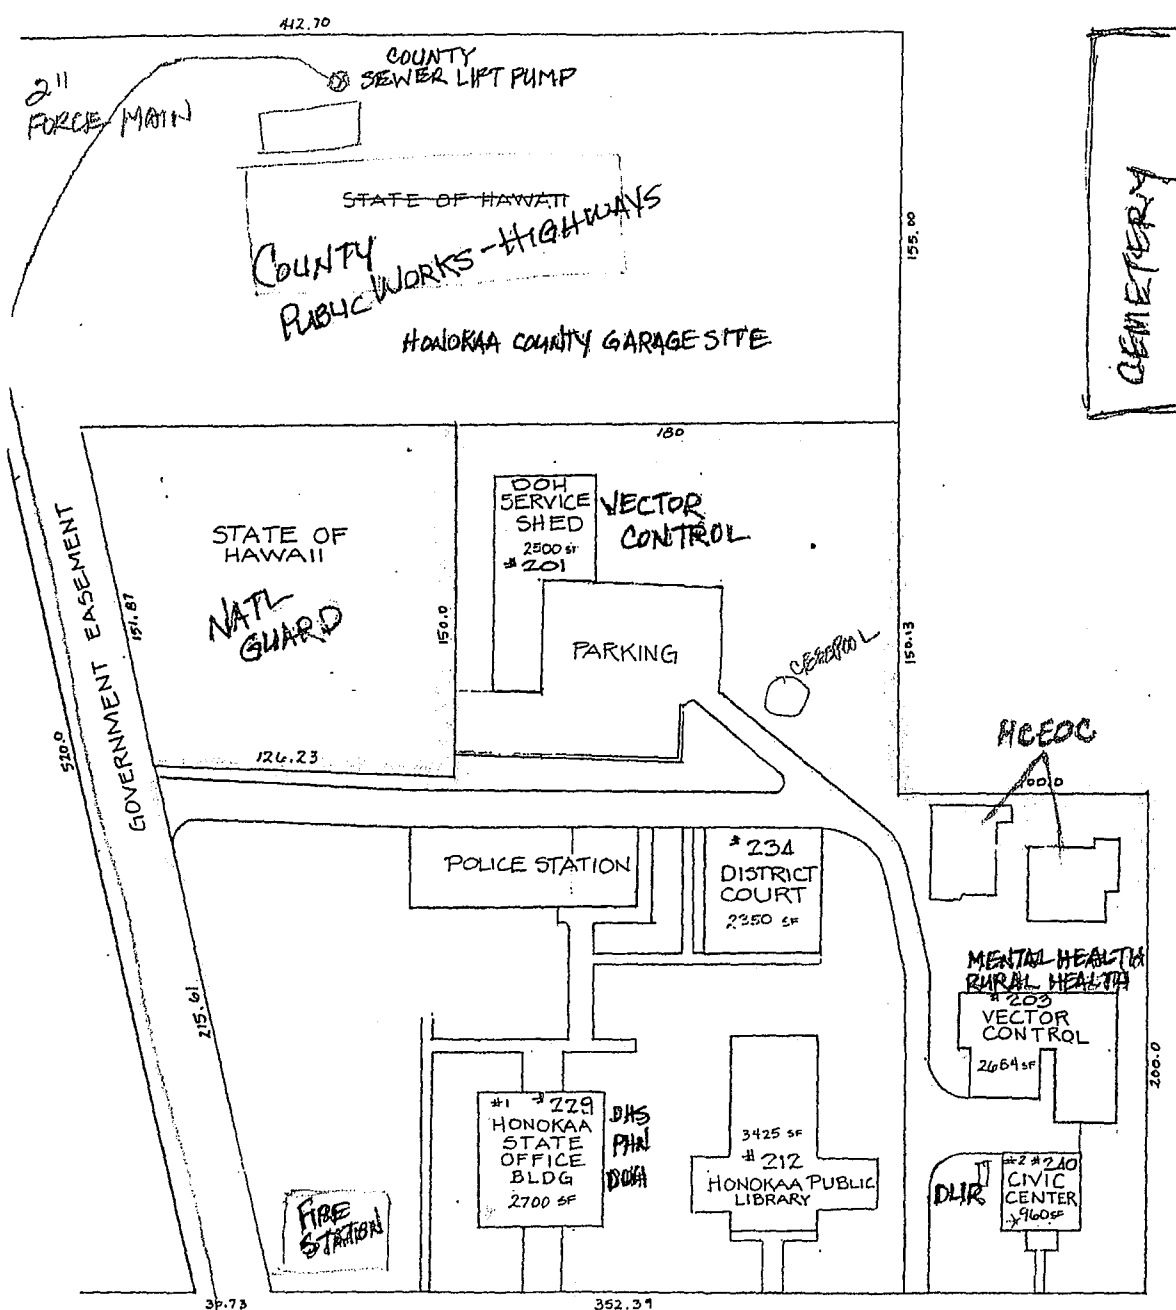 412.70
COUNTY
SEWER LIFT PUMP
2"
FORCE MAIN
STATE OF HAWAII
COUNTY
PUBLIC WORKS - HIGHWAYS
155.00
CEMETERY
HONOKAA COUNTY GARAGE SITE
180
DOH
SERVICE
SHED
2500 SF
#201
VECTOR
CONTROL
STATE OF
HAWAII
NATL
GUARD
GOVERNMENT EASEMENT
151.87
150.0
PARKING
CESSPOOL
150.13
520.0
126.23
HCEOC
100.0
POLICE STATION
#234
DISTRICT
COURT
2350 SF
MENTAL HEALTH
RURAL HEALTH
#203
VECTOR
CONTROL
2664 SF
215.61
200.0
#1 #229
HONOKAA
STATE
OFFICE
BLDG
2700 SF
DHS
PHN
DOH
3425 SF
#212
HONOKAA PUBLIC
LIBRARY
DLIR
#2 #240
CIVIC
CENTER
960 SF
FIRE
STATION
352.39